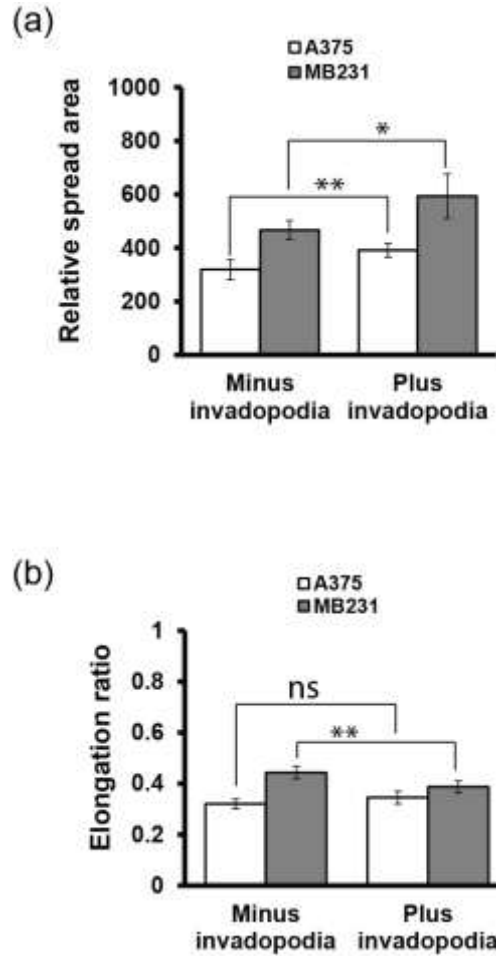 (a)
A375
MB231
Relative spread area
1000
800
600
400
200
0
*
**
Minus invadopodia
Plus invadopodia
(b)
A375
MB231
Elongation ratio
1
0.8
0.6
0.4
0.2
0
ns
**
Minus invadopodia
Plus invadopodia